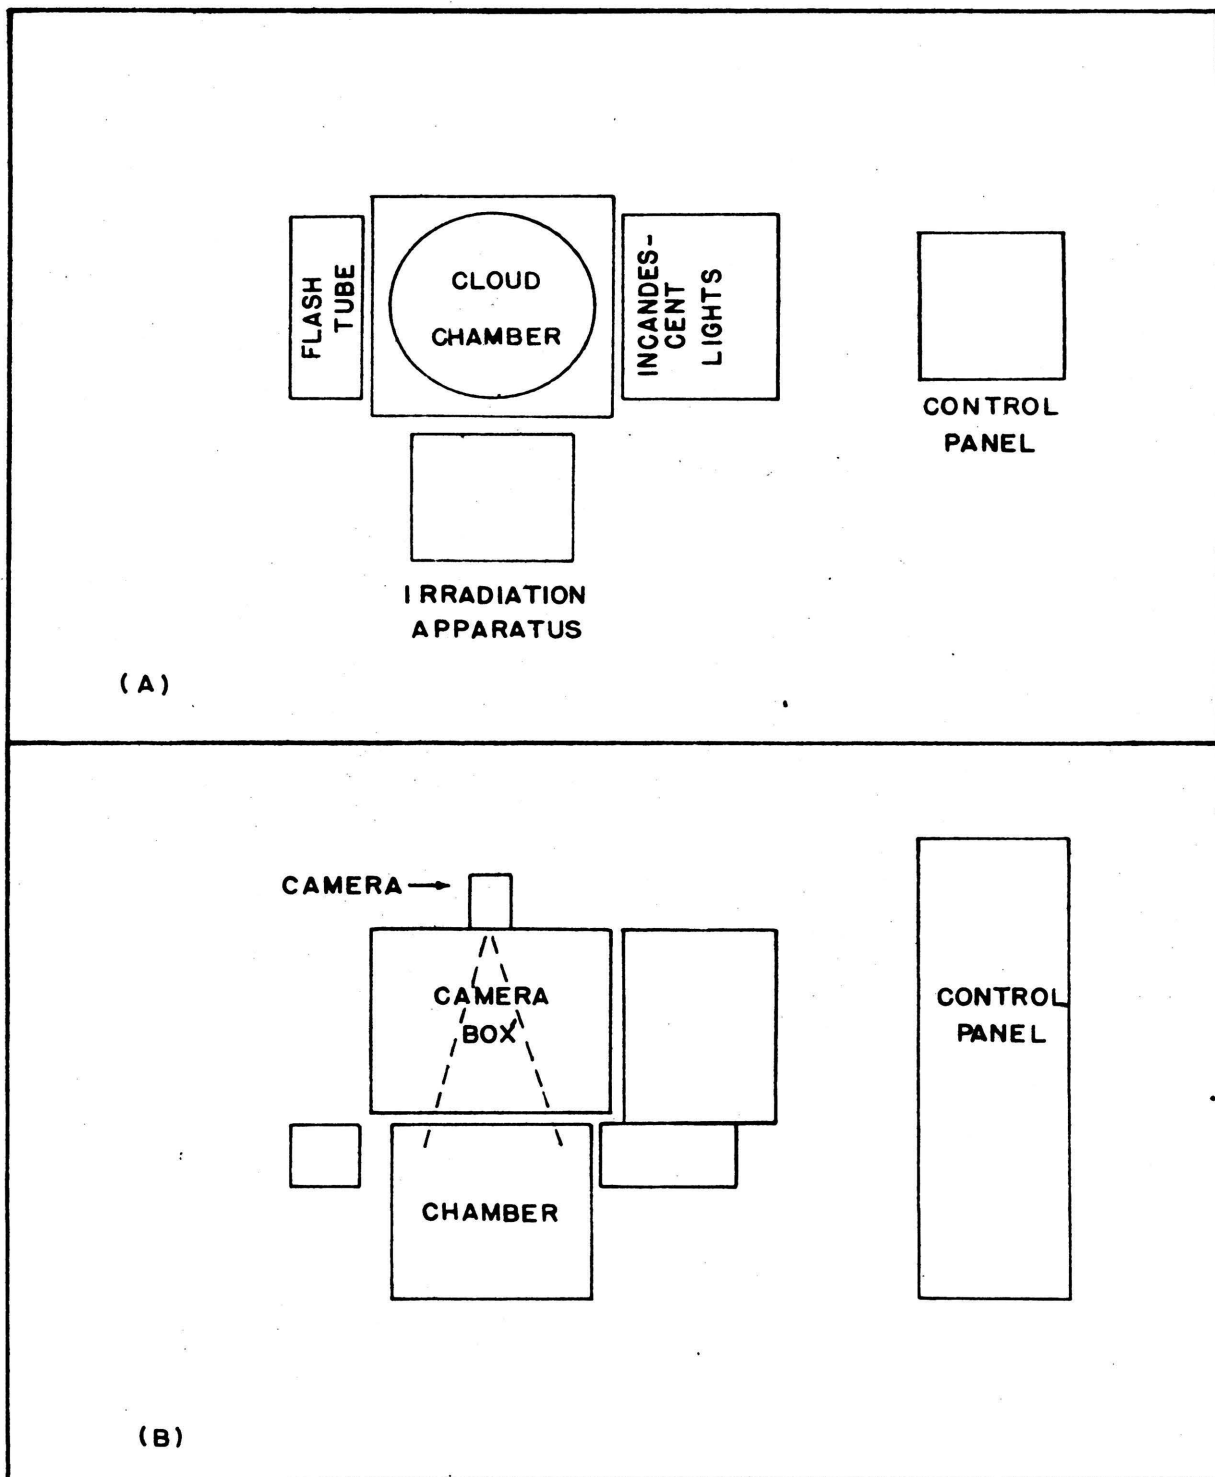 FLASH
TUBE
CLOUD
CHAMBER
INCANDES-
CENT
LIGHTS
CONTROL
PANEL
IRRADIATION
APPARATUS
(A)
CAMERA
CAMERA
BOX
CONTROL
PANEL
CHAMBER
(B)